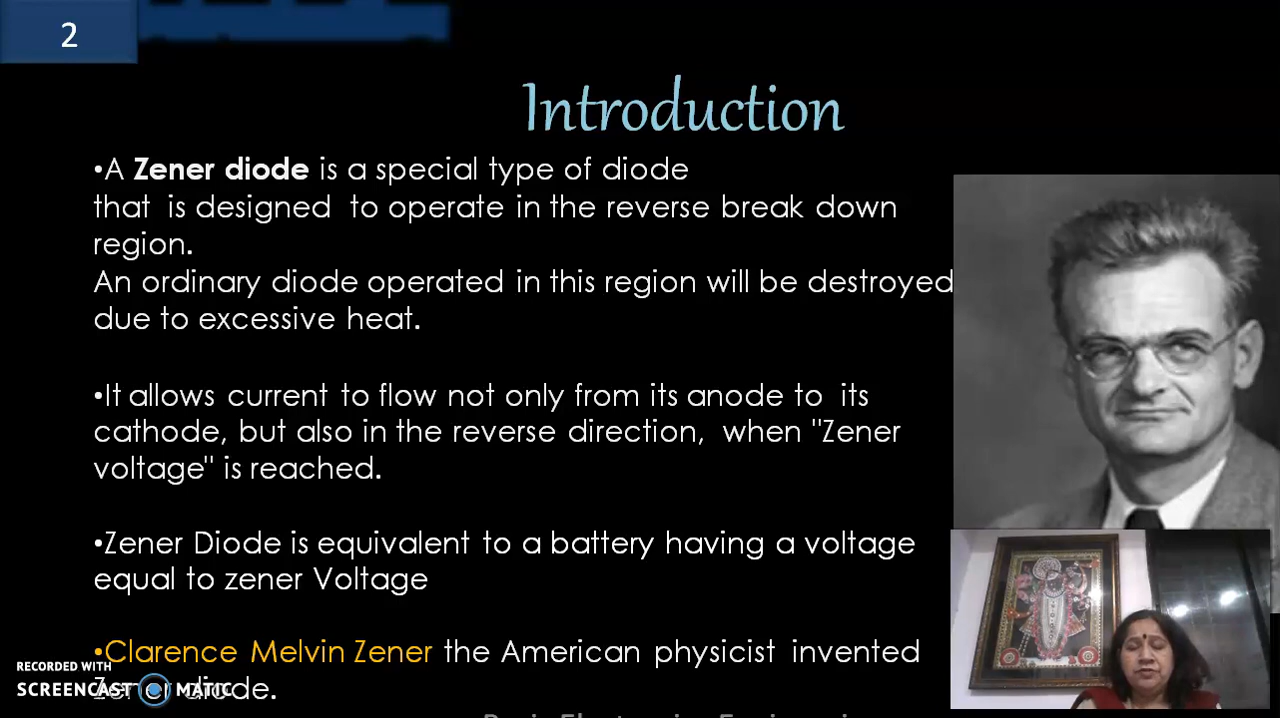 2
Introduction
•A Zener diode is a special type of diode
that is designed to operate in the reverse break down
region.
An ordinary diode operated in this region will be destroyed
due to excessive heat.
•It allows current to flow not only from its anode to its
cathode, but also in the reverse direction, when "Zener
voltage" is reached.
•Zener Diode is equivalent to a battery having a voltage
equal to zener Voltage
•Clarence Melvin Zener the American physicist invented
Zener diode.
RECORDED WITH
SCREENCAST MATIC